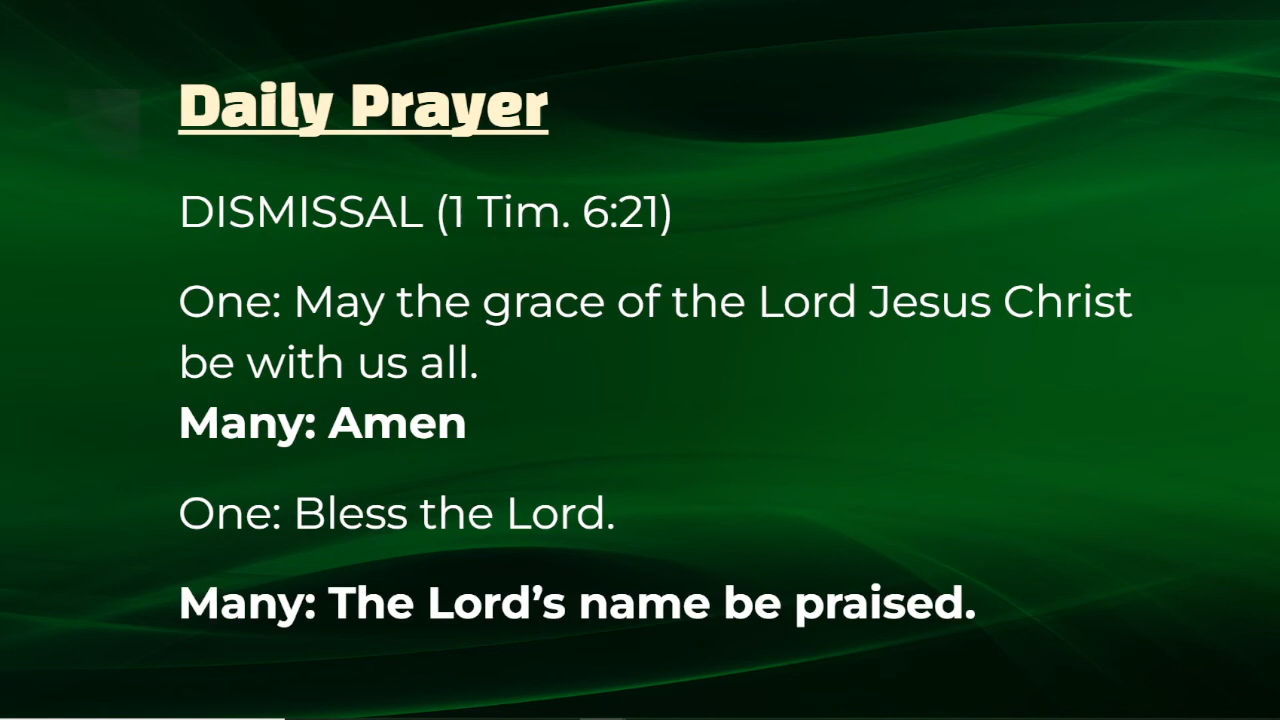 Daily Prayer
DISMISSAL (1 Tim. 6:21)
One: May the grace of the Lord Jesus Christ
be with us all.
Many: Amen
One: Bless the Lord.
Many: The Lord’s name be praised.